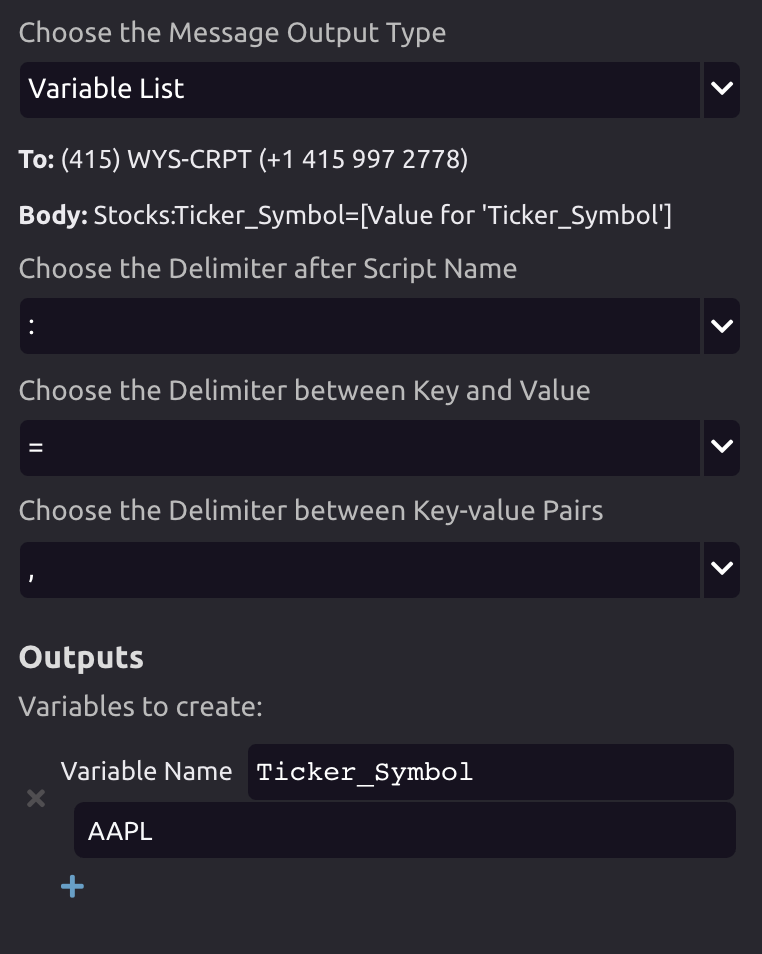 Choose the Message Output Type
Variable List
To: (415) WYS-CRPT (+1 415 997 2778)
Body: Stocks:Ticker_Symbol=[Value for 'Ticker_Symbol']
Choose the Delimiter after Script Name
:
Choose the Delimiter between Key and Value
=
Choose the Delimiter between Key-value Pairs
,
Outputs
Variables to create:
Variable Name Ticker_Symbol
AAPL